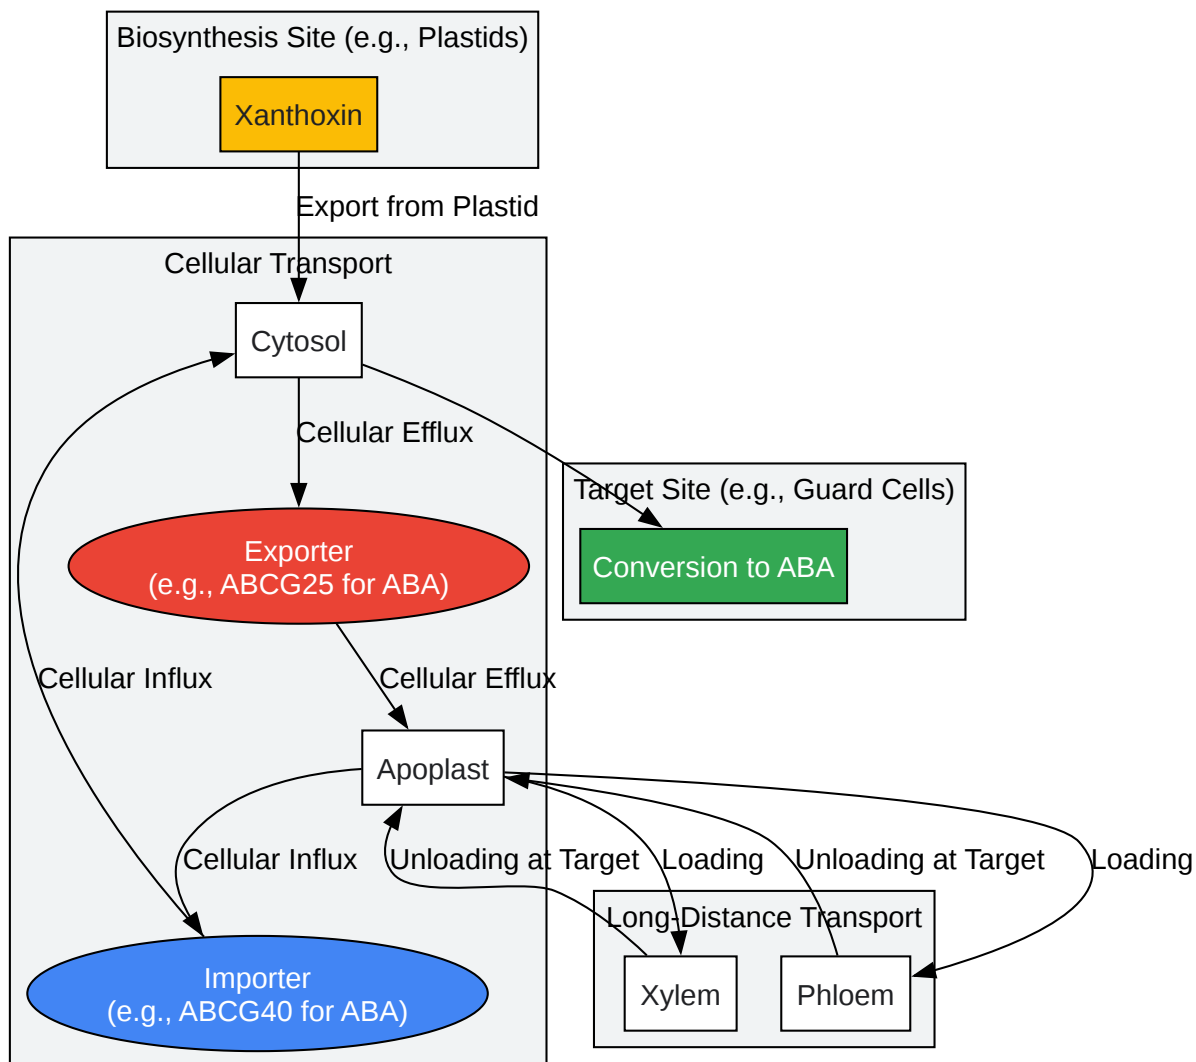 Biosynthesis Site (e.g., Plastids)
Xanthoxin
Export from Plastid
Cellular Transport
Cytosol
Cellular Efflux
Target Site (e.g., Guard Cells)
Conversion to ABA
Exporter
(e.g., ABCG25 for ABA)
Cellular Influx
Cellular Efflux
Apoplast
Cellular Influx
Unloading at Target
Loading
Unloading at Target
Loading
Long-Distance Transport
Importer
(e.g., ABCG40 for ABA)
Xylem
Phloem